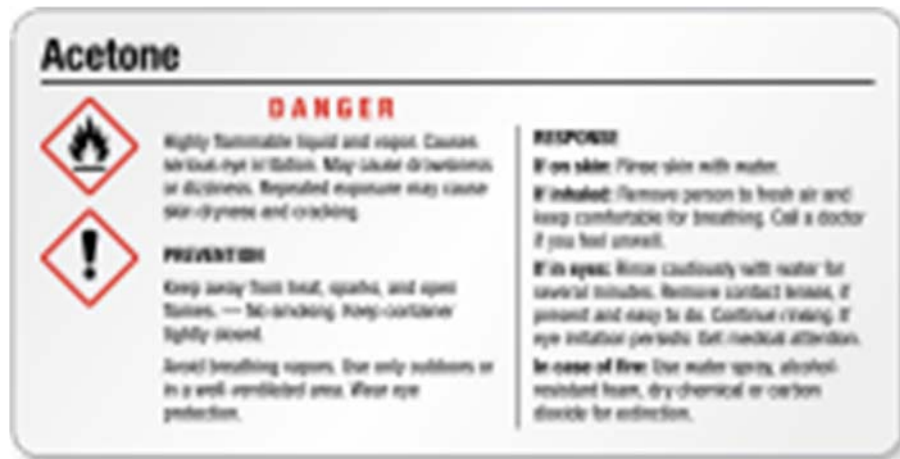 Acetone
DANGER
Highly flammable liquid and vapor. Causes
serious eye irritation. May cause drowsiness
or dizziness. Repeated exposure may cause
skin dryness and cracking.
PREVENTION
Keep away from heat, sparks, and open
flames. — No smoking. Keep container
tightly closed.
Avoid breathing vapors. Use only outdoors or
in a well-ventilated area. Wear eye
protection.
RESPONSE
If on skin: Rinse skin with water.
If inhaled: Remove person to fresh air and
keep comfortable for breathing. Call a doctor
if you feel unwell.
If in eyes: Rinse cautiously with water for
several minutes. Remove contact lenses, if
present and easy to do. Continue rinsing. If
eye irritation persists: Get medical attention.
In case of fire: Use water spray, alcohol-
resistant foam, dry chemical or carbon
dioxide for extinction.